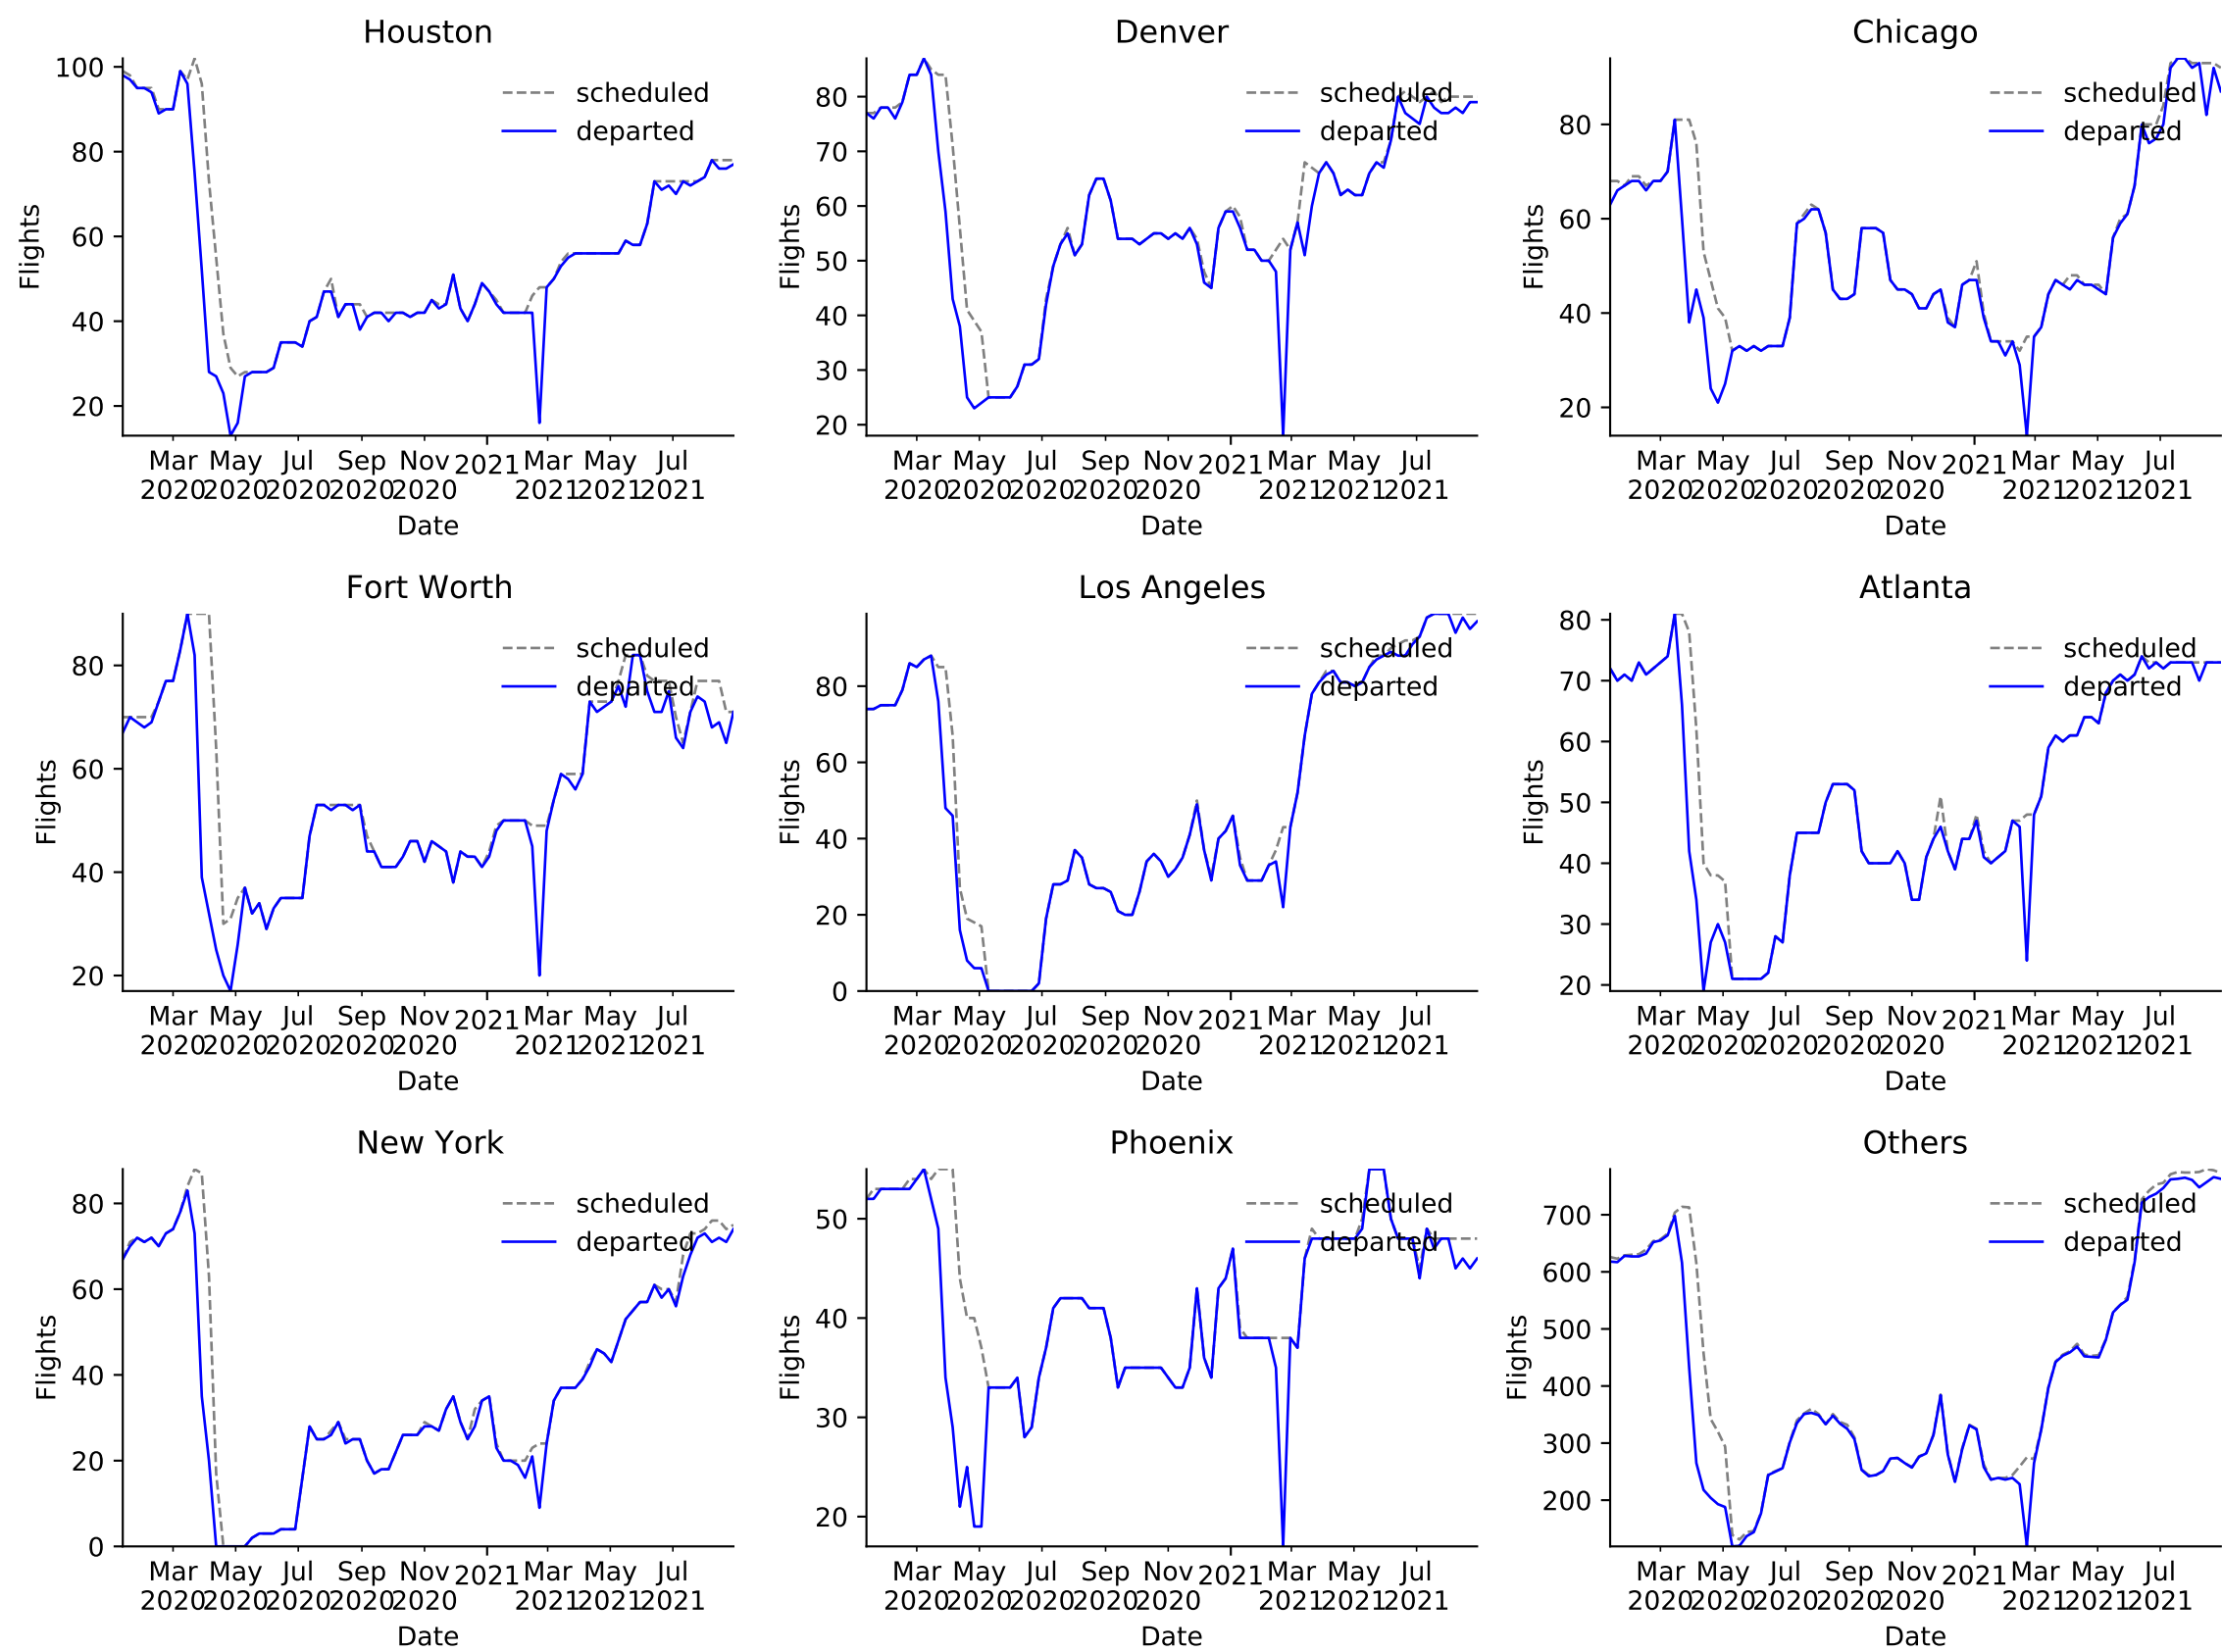 Houston
100
80
60
40
20
Flights
scheduled
departed
Mar May Jul Sep Nov 2021 Mar May Jul
2020 2020 2020 2020 2020 2021 2021 2021
Date
Denver
80
70
60
50
40
30
20
Flights
scheduled
departed
Mar May Jul Sep Nov 2021 Mar May Jul
2020 2020 2020 2020 2020 2021 2021 2021
Date
Chicago
80
60
40
20
Flights
scheduled
departed
Mar May Jul Sep Nov 2021 Mar May Jul
2020 2020 2020 2020 2020 2021 2021 2021
Date
Fort Worth
80
60
40
20
Flights
scheduled
departed
Mar May Jul Sep Nov 2021 Mar May Jul
2020 2020 2020 2020 2020 2021 2021 2021
Date
Los Angeles
80
60
40
20
0
Flights
scheduled
departed
Mar May Jul Sep Nov 2021 Mar May Jul
2020 2020 2020 2020 2020 2021 2021 2021
Date
Atlanta
80
70
60
50
40
30
20
Flights
scheduled
departed
Mar May Jul Sep Nov 2021 Mar May Jul
2020 2020 2020 2020 2020 2021 2021 2021
Date
New York
80
60
40
20
0
Flights
scheduled
departed
Mar May Jul Sep Nov 2021 Mar May Jul
2020 2020 2020 2020 2020 2021 2021 2021
Date
Phoenix
50
40
30
20
Flights
scheduled
departed
Mar May Jul Sep Nov 2021 Mar May Jul
2020 2020 2020 2020 2020 2021 2021 2021
Date
Others
700
600
500
400
300
200
Flights
scheduled
departed
Mar May Jul Sep Nov 2021 Mar May Jul
2020 2020 2020 2020 2020 2021 2021 2021
Date